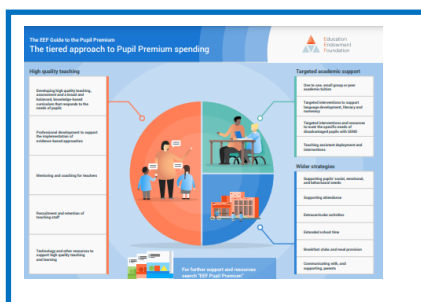 The EEF Guide to the Pupil Premium
The tiered approach to Pupil Premium spending
Education
Endowment
Foundation
High quality teaching
Developing high quality teaching,
assessment and a broad and
balanced, knowledge-based
curriculum that responds to the
needs of pupils
Professional development to support
the implementation of
evidence-based approaches
Mentoring and coaching for teachers
Recruitment and retention of
teaching staff
Technology and other resources to
support high quality teaching
and learning
Targeted academic support
One to one, small group or peer
academic tuition
Targeted interventions to support
language development, literacy and
numeracy
Targeted interventions and resources
to meet the specific needs of
disadvantaged pupils with SEND
Teaching assistant deployment and
interventions
Wider strategies
Supporting pupils' social, emotional,
and behavioural needs
Supporting attendance
Extracurricular activities
Extended school time
Breakfast clubs and meal provision
Communicating with, and
supporting, parents
For further support and resources
search "EEF Pupil Premium"